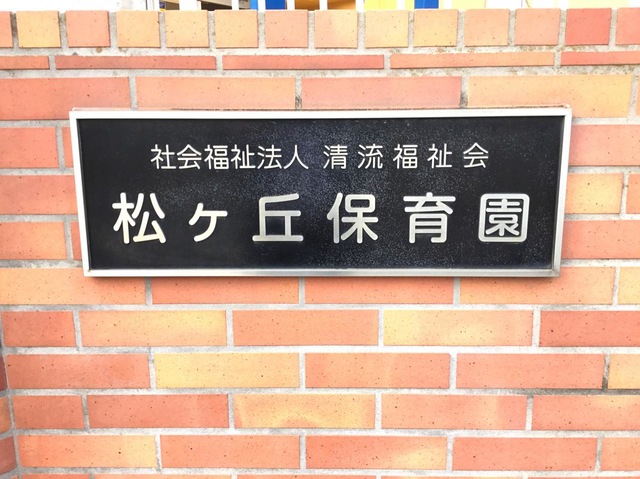 社会福祉法人 清流福祉会
松ヶ丘保育園